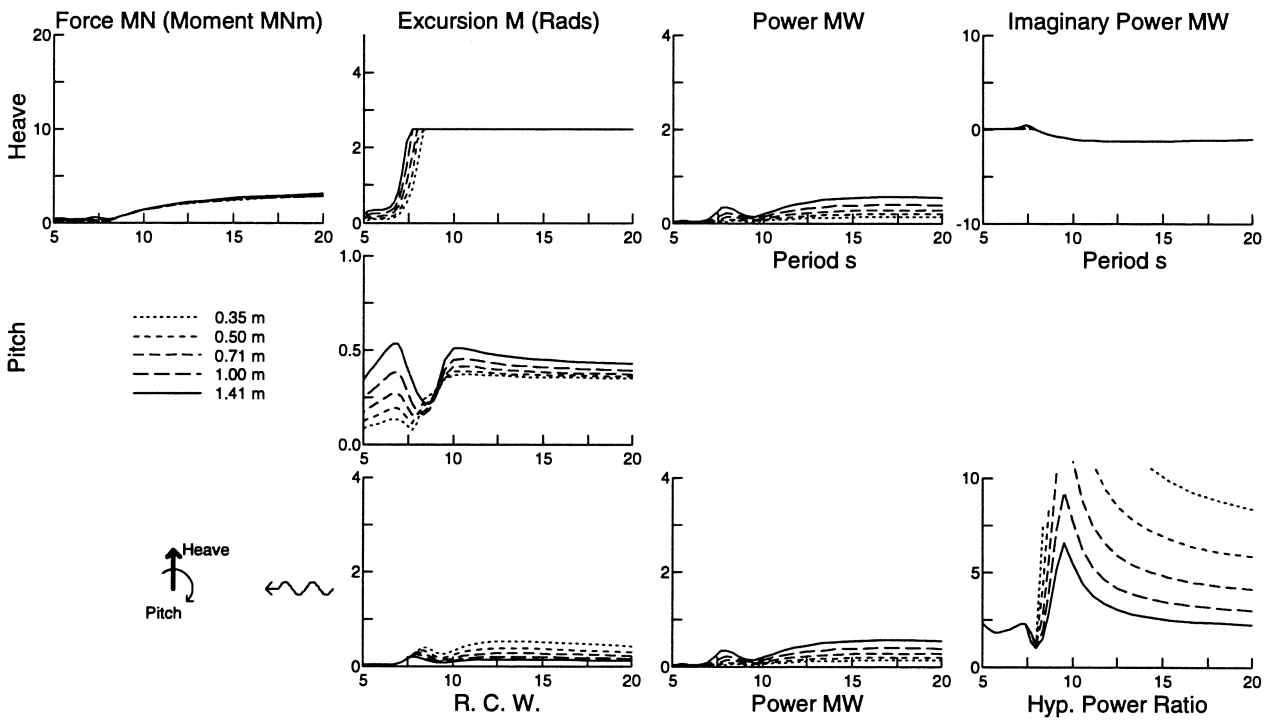 Force MN (Moment MNm) Excursion M (Rads) Power MW Imaginary Power MW
Heave
20
10
0
5 10 15 20
4
2
0
5 10 15 20
4
2
0
5 10 15 20
Period s
10
0
-10
5 10 15 20
Period s
Pitch
0.35 m
0.50 m
0.71 m
1.00 m
1.41 m
1.0
0.5
0.0
5 10 15 20
Heave
Pitch
4
2
0
5 10 15 20
R. C. W.
4
2
0
5 10 15 20
Power MW
10
5
0
5 10 15 20
Hyp. Power Ratio